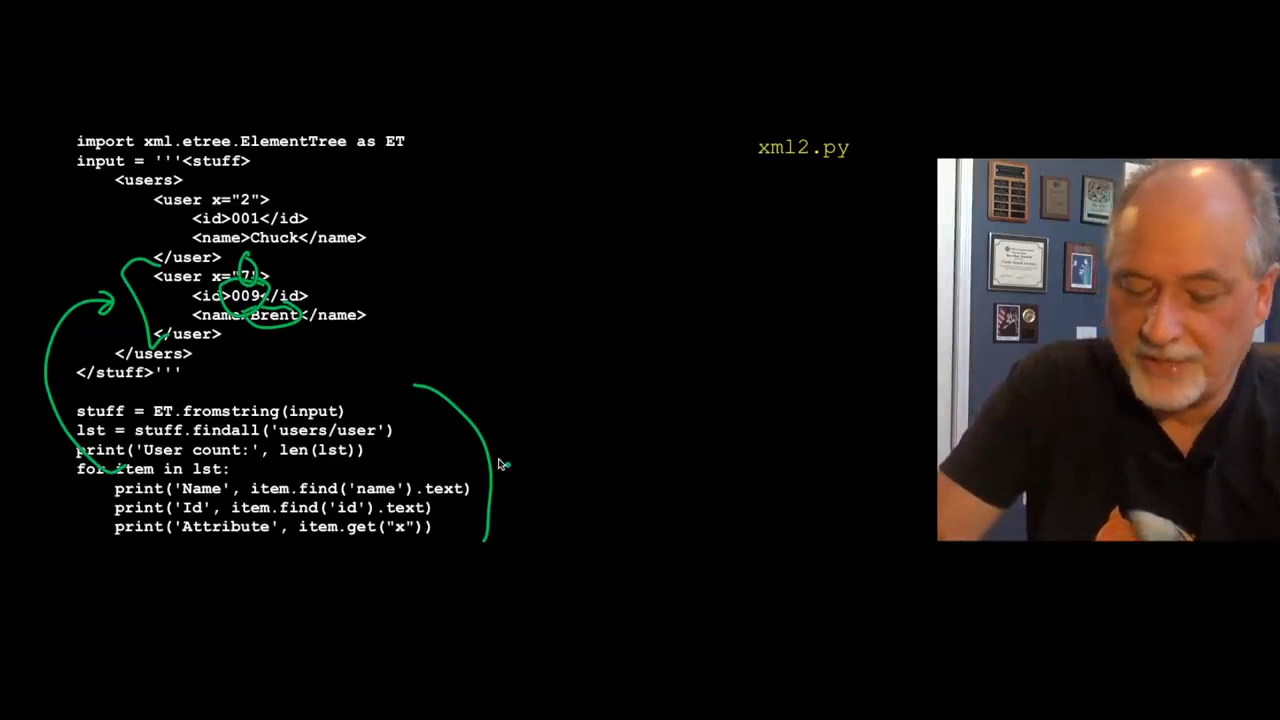 import xml.etree.ElementTree as ET
input = '''<stuff>
    <users>
        <user x="2">
            <id>001</id>
            <name>Chuck</name>
        </user>
        <user x="7">
            <id>009</id>
            <name>Brent</name>
        </user>
    </users>
</stuff>'''
stuff = ET.fromstring(input)
lst = stuff.findall('users/user')
print('User count:', len(lst))
for item in lst:
    print('Name', item.find('name').text)
    print('Id', item.find('id').text)
    print('Attribute', item.get("x"))
xml2.py